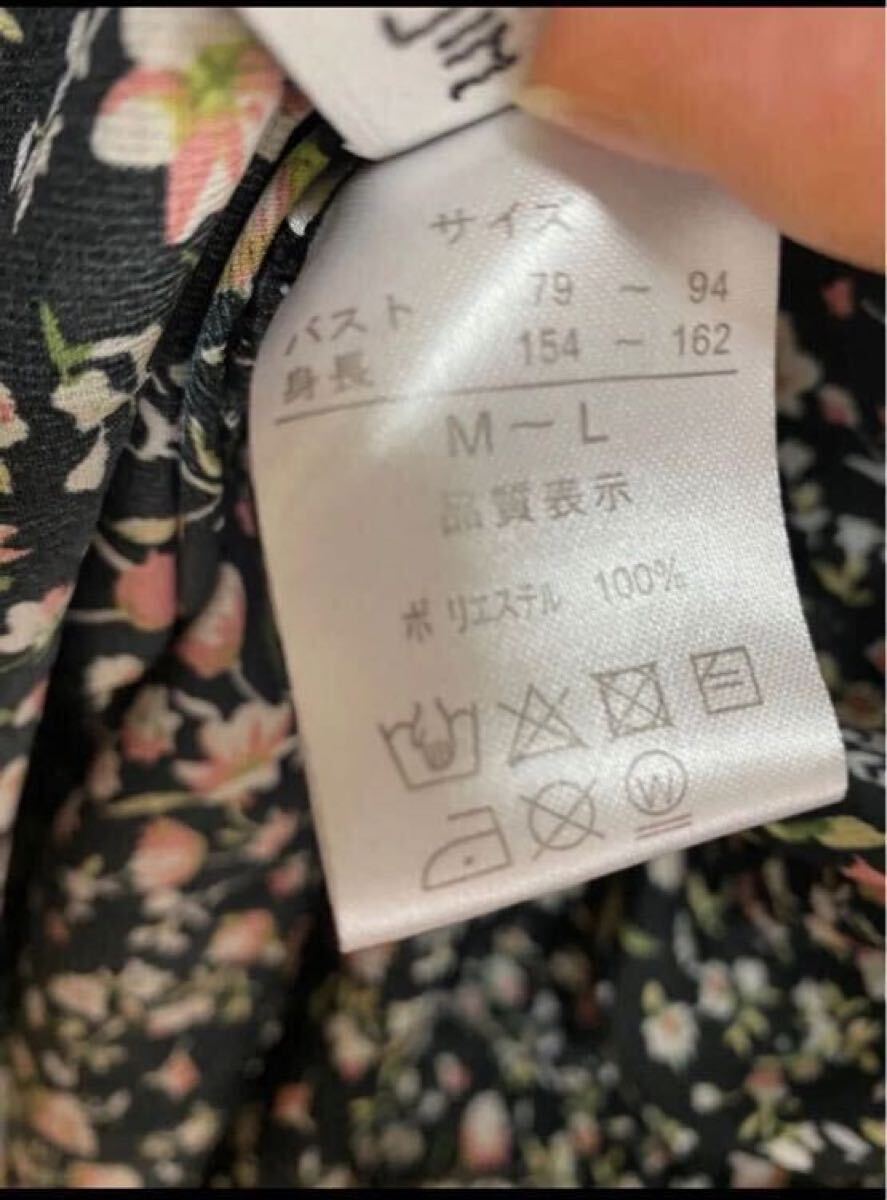 JIM
サイズ
バスト 79 ~ 94
身長 154 ~ 162
M~L
品質表示
ポリエステル 100%
W